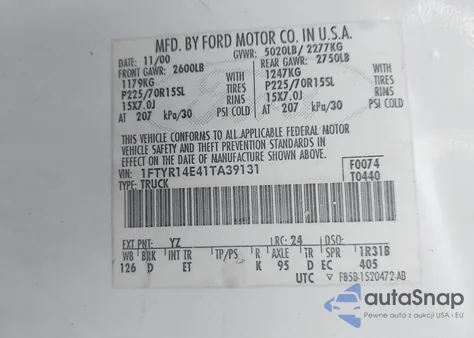 MFD. BY FORD MOTOR CO. IN U.S.A.
DATE: 11/00 GVWR: 5020LB/ 2277KG
FRONT GAWR: 2600LB REAR GAWR: 2750LB
1179KG WITH 1247KG WITH
P225/70R15SL TIRES P225/70R15SL TIRES
15X7.0J RIMS 15X7.0J RIMS
AT 207 kPa/30 PSI COLD AT 207 kPa/30 PSI COLD
THIS VEHICLE CONFORMS TO ALL APPLICABLE FEDERAL MOTOR
VEHICLE SAFETY AND THEFT PREVENTION STANDARDS IN EFFECT
ON THE DATE OF MANUFACTURE SHOWN ABOVE.
VIN: 1FTYR14E41TA39131 F0074
TYPE: TRUCK T0440
EXT PNT: YZ RC: 24 DSO:
WB BRK INT TR TP/PS R AXLE TR SPR 1R31B
126 D ET K 95 D EC 405
UTC F85B-1520472-AB
autoSnap
Pomoc z aukcji USA i EU